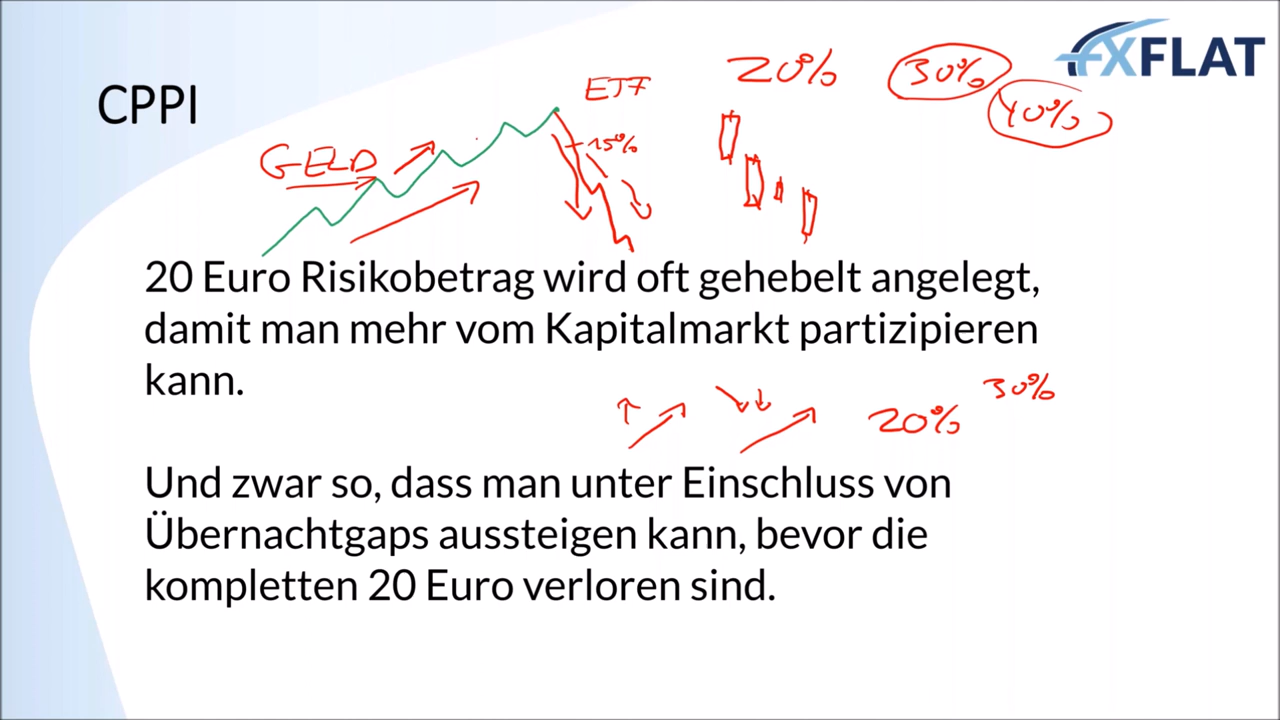 FXFLAT
CPPI
GELD
ETF
-15%
20%
30%
40%
20 Euro Risikobetrag wird oft gehebelt angelegt,
damit man mehr vom Kapitalmarkt partizipieren
kann.
20%
30%
Und zwar so, dass man unter Einschluss von
Übernachtgaps aussteigen kann, bevor die
kompletten 20 Euro verloren sind.